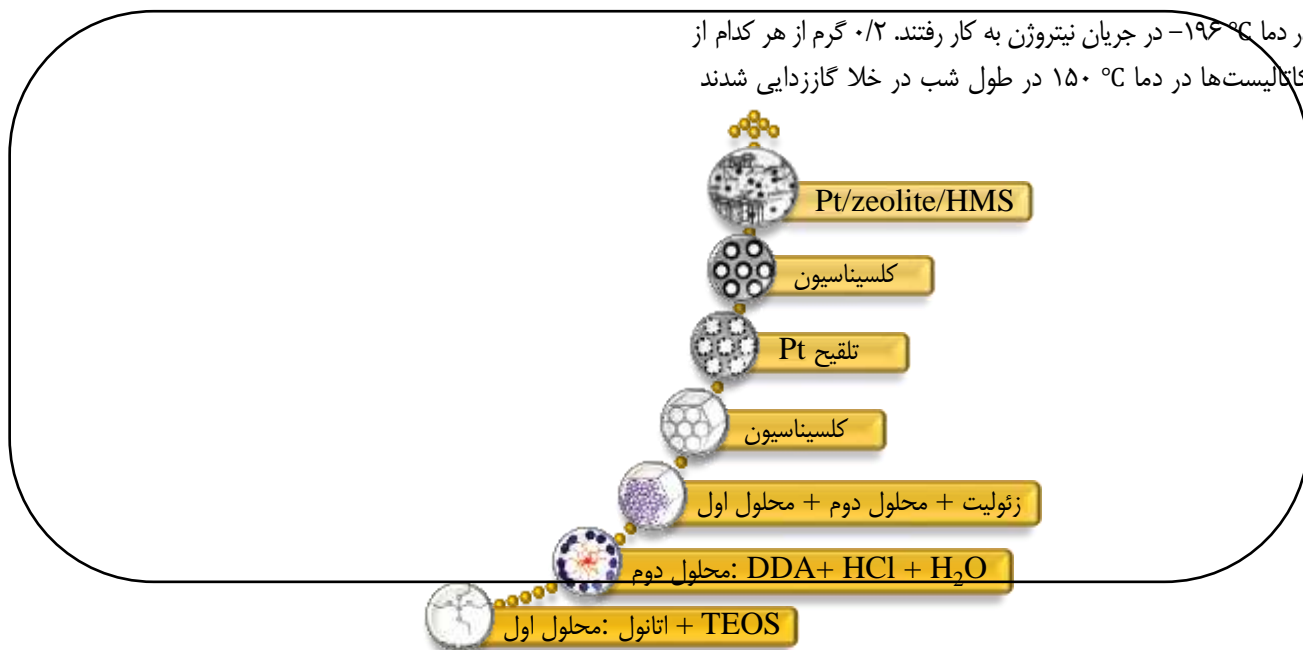 ر دما ℃ ۱۹۶– در جریان نیتروژن به کار رفتند. ۰/۲ گرم از هر کدام از
کاتالیست‌ها در دما ℃ ۱۵۰ در طول شب در خلا گاززدایی شدند
Pt/zeolite/HMS
کلسیناسیون
تلقیح Pt
کلسیناسیون
زئولیت + محلول دوم + محلول اول
محلول دوم: DDA+ HCl + H₂O
محلول اول: اتانول + TEOS